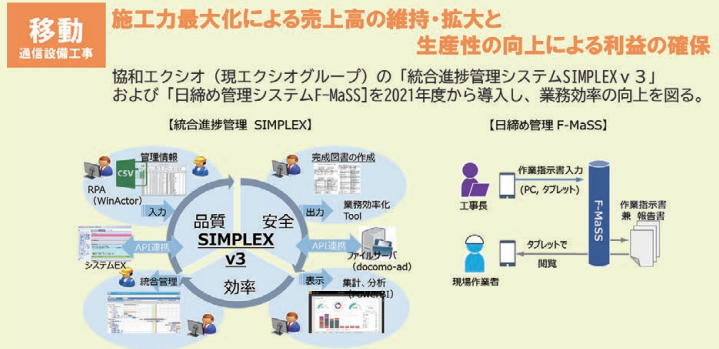 移動
通信設備工事
施工力最大化による売上高の維持・拡大と
生産性の向上による利益の確保
協和エクシオ（現エクシオグループ）の「統合進捗管理システムSIMPLEXｖ３」
および「日締め管理システムF-MaSS]を2021年度から導入し、業務効率の向上を図る。
【統合進捗管理 SIMPLEX】
管理情報
CSV
RPA
（WinActor）
入力
完成図書の作成
出力
業務効率化
Tool
品質
安全
SIMPLEX
v3
効率
API連携
システムEX
API連携
ファイルサーバ
（docomo-ad）
統合管理
表示
集計、分析
（PowerBI）
【日締め管理 F-MaSS】
工事長
作業指示書入力
（PC, タブレット）
F-MaSS
作業指示書
兼 報告書
現場作業者
タブレットで
閲覧